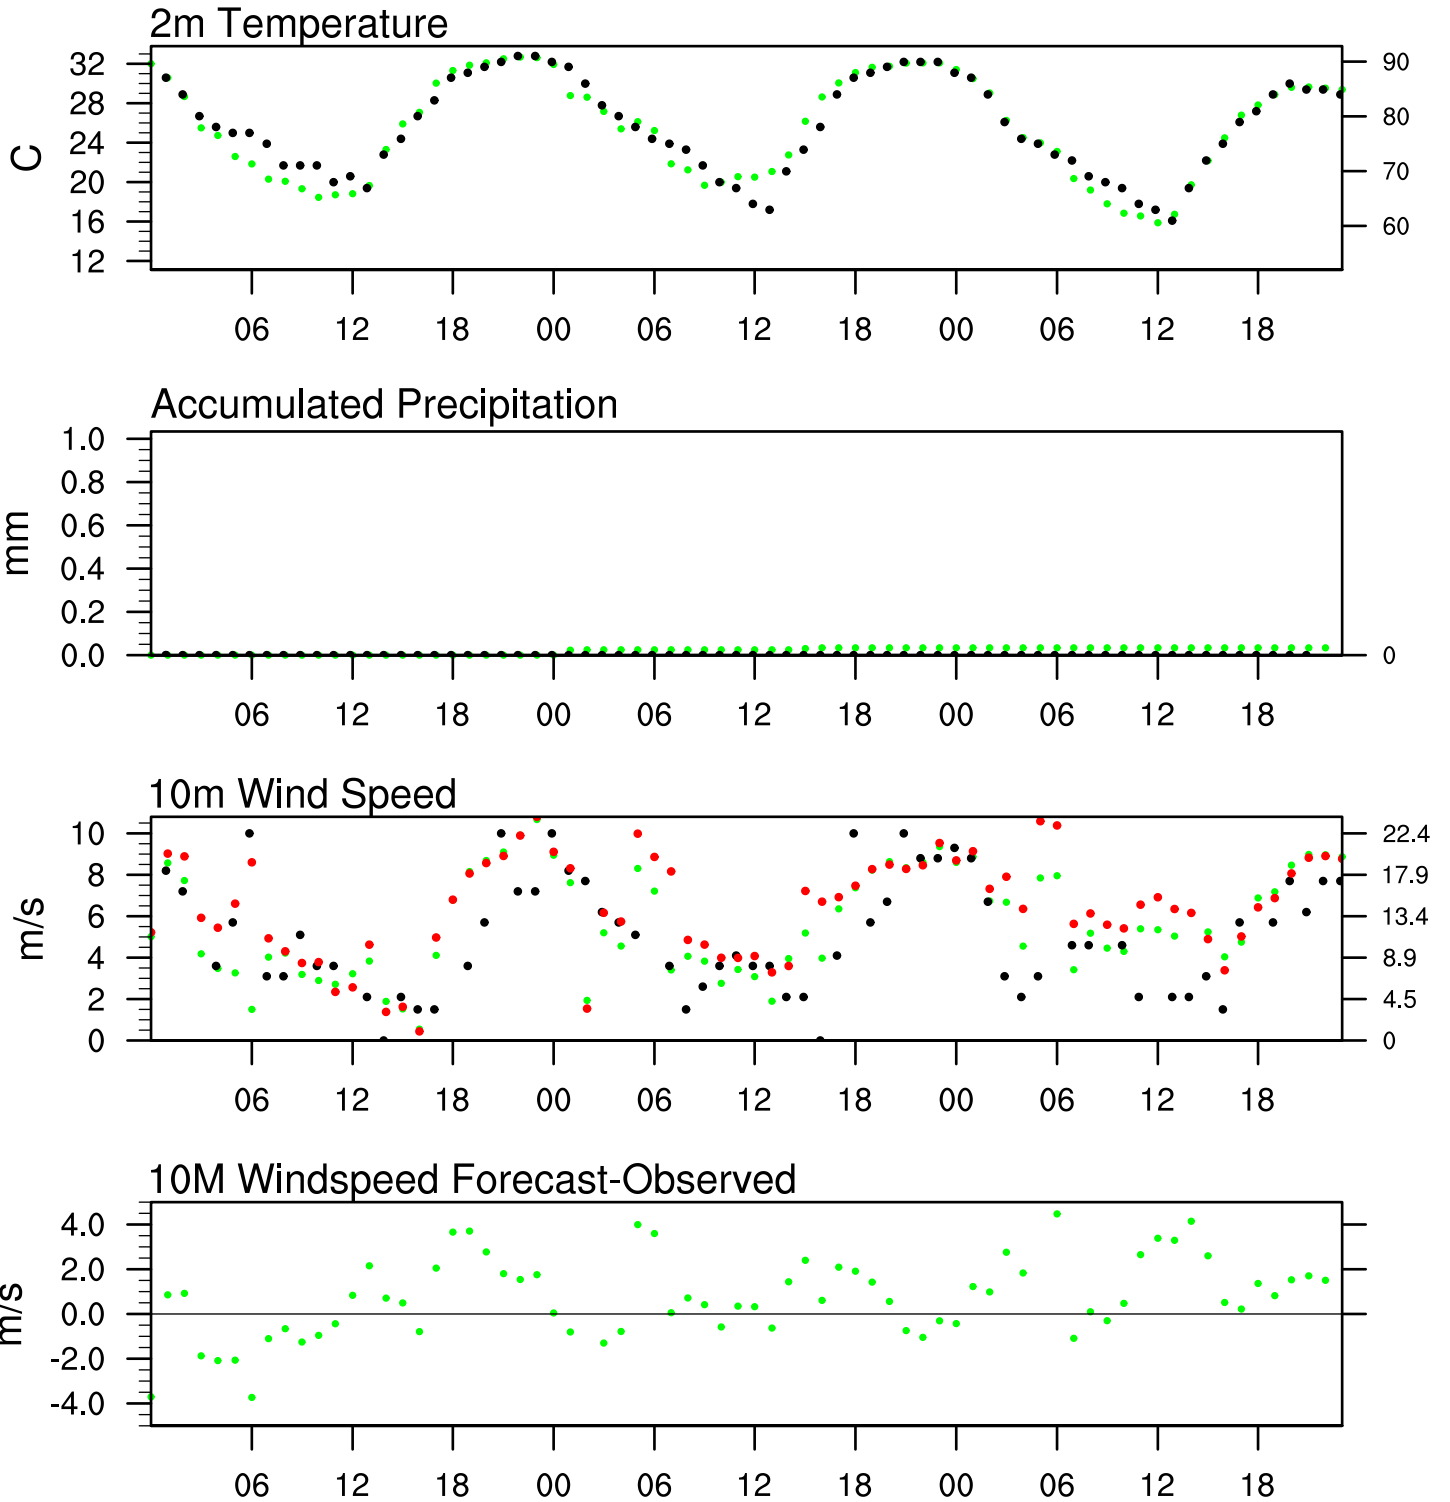 2m Temperature
32 90
28 80
24
C
20 70
16 60
12
06 12 18 00 06 12 18 00 06 12 18
Accumulated Precipitation
1.0
0.8
0.6
mm
0.4
0.2
0.0 0
06 12 18 00 06 12 18 00 06 12 18
10m Wind Speed
10 22.4
8 17.9
6 13.4
m/s
4 8.9
2 4.5
0 0
06 12 18 00 06 12 18 00 06 12 18
10M Windspeed Forecast-Observed
4.0
2.0
0.0
m/s
-2.0
-4.0
06 12 18 00 06 12 18 00 06 12 18